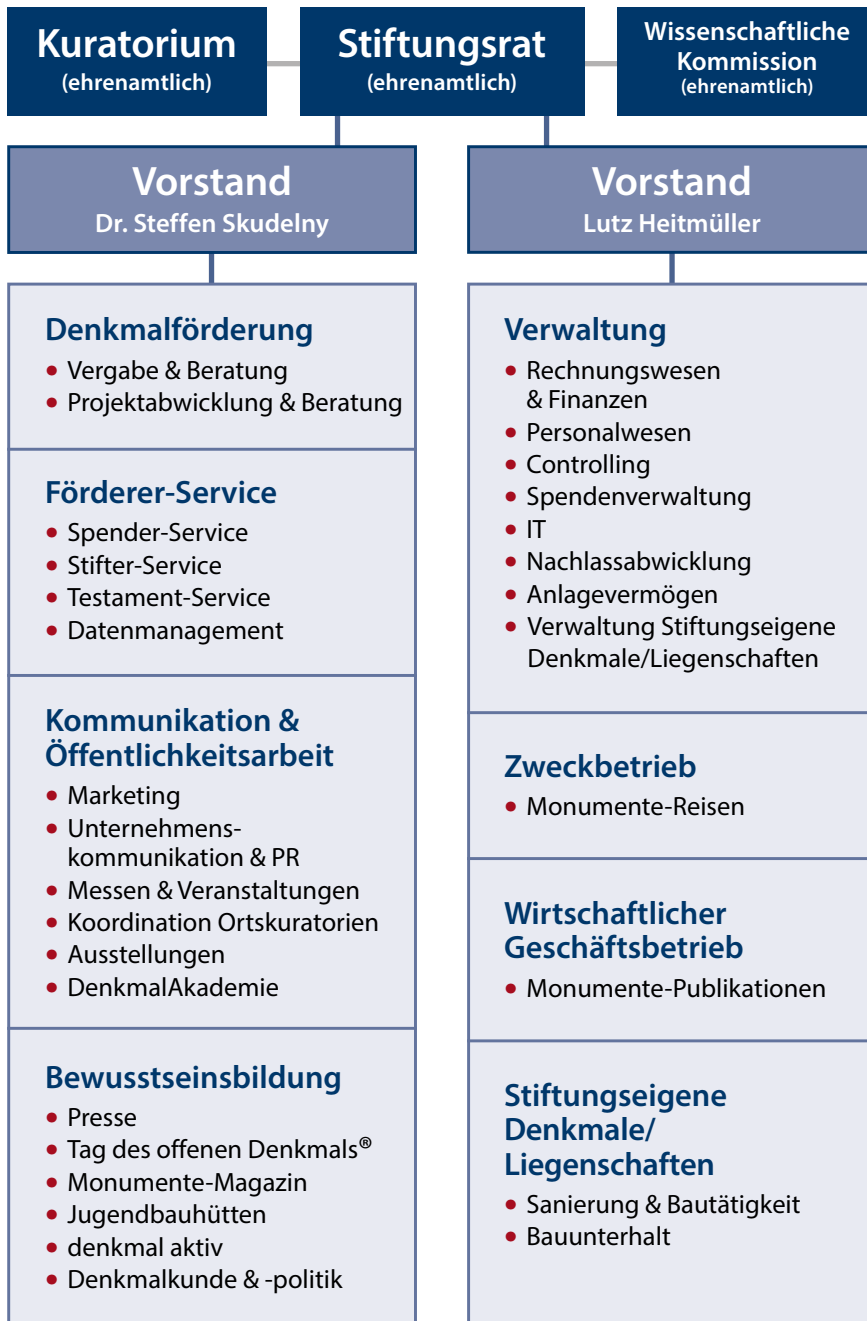 Kuratorium
(ehrenamtlich)
Stiftungsrat
(ehrenamtlich)
Wissenschaftliche
Kommission
(ehrenamtlich)
Vorstand
Dr. Steffen Skudelny
Denkmalförderung
• Vergabe & Beratung
• Projektabwicklung & Beratung
Förderer-Service
• Spender-Service
• Stifter-Service
• Testament-Service
• Datenmanagement
Kommunikation &
Öffentlichkeitsarbeit
• Marketing
• Unternehmens-
kommunikation & PR
• Messen & Veranstaltungen
• Koordination Ortskuratorien
• Ausstellungen
• DenkmalAkademie
Bewusstseinsbildung
• Presse
• Tag des offenen Denkmals®
• Monumente-Magazin
• Jugendbauhütten
• denkmal aktiv
• Denkmalkunde & -politik
Vorstand
Lutz Heitmüller
Verwaltung
• Rechnungswesen
& Finanzen
• Personalwesen
• Controlling
• Spendenverwaltung
• IT
• Nachlassabwicklung
• Anlagevermögen
• Verwaltung Stiftungseigene
Denkmale/Liegenschaften
Zweckbetrieb
• Monumente-Reisen
Wirtschaftlicher
Geschäftsbetrieb
• Monumente-Publikationen
Stiftungseigene
Denkmale/
Liegenschaften
• Sanierung & Bautätigkeit
• Bauunterhalt